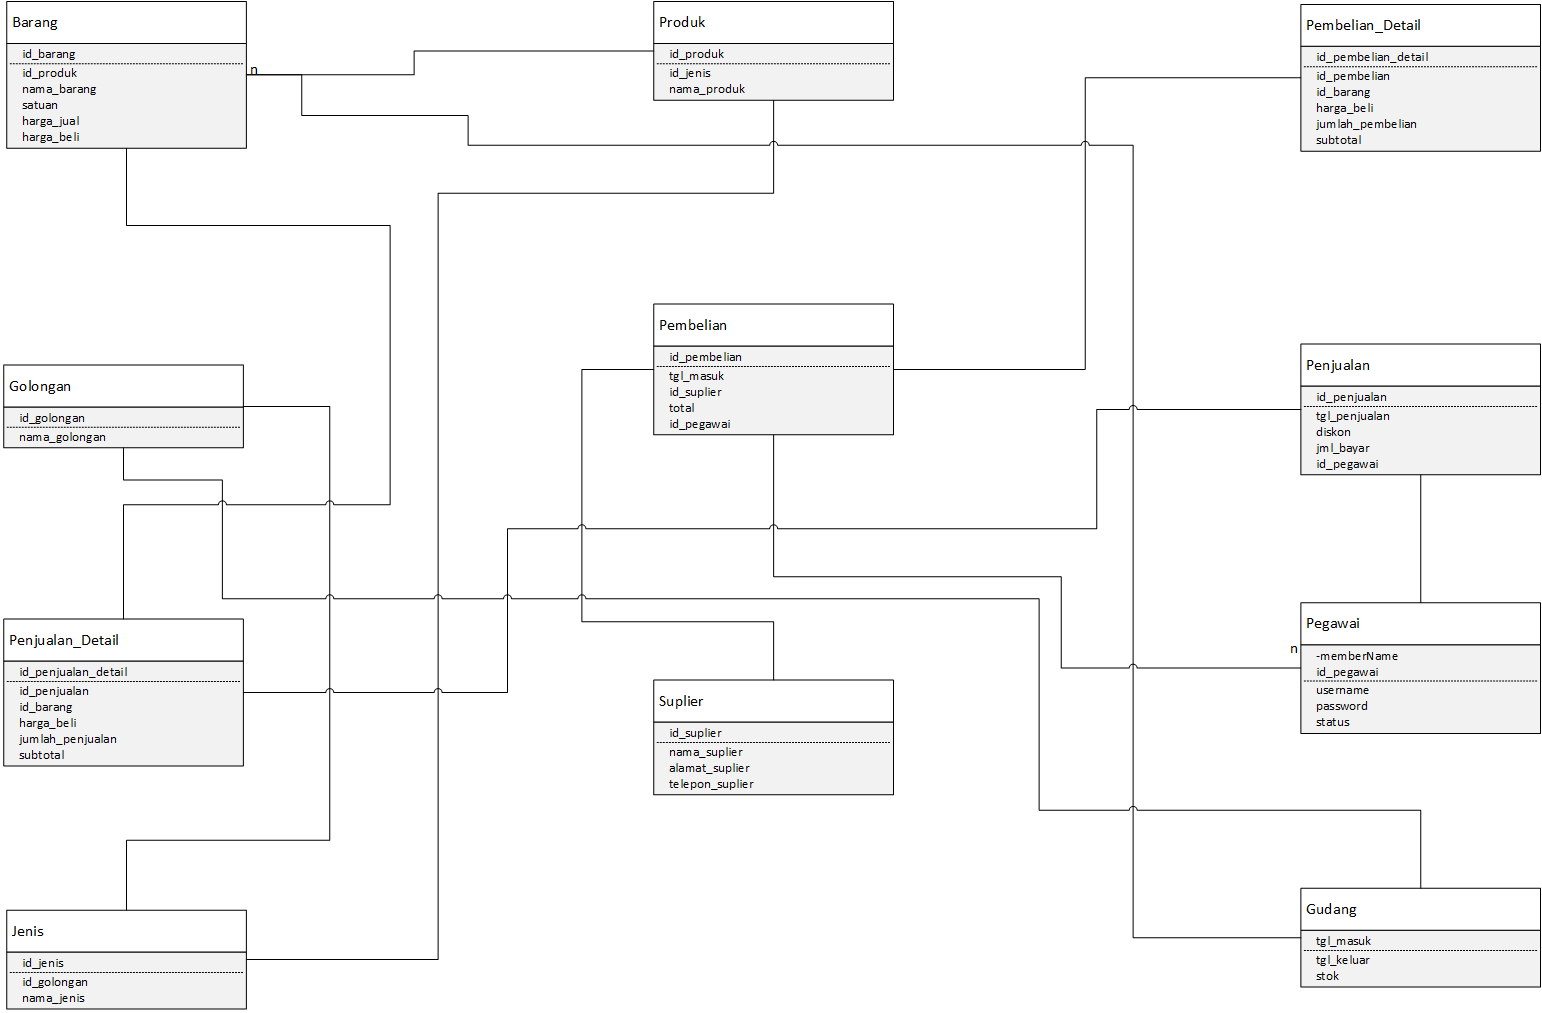 Barang
id_barang
id_produk
nama_barang
satuan
harga_jual
harga_beli
n
Produk
id_produk
id_jenis
nama_produk
Pembelian_Detail
id_pembelian_detail
id_pembelian
id_barang
harga_beli
jumlah_pembelian
subtotal
Golongan
id_golongan
nama_golongan
Pembelian
id_pembelian
tgl_masuk
id_suplier
total
id_pegawai
Penjualan
id_penjualan
tgl_penjualan
diskon
jml_bayar
id_pegawai
Penjualan_Detail
id_penjualan_detail
id_penjualan
id_barang
harga_beli
jumlah_penjualan
subtotal
Suplier
id_suplier
nama_suplier
alamat_suplier
telepon_suplier
n
Pegawai
-memberName
id_pegawai
username
password
status
Jenis
id_jenis
id_golongan
nama_jenis
Gudang
tgl_masuk
tgl_keluar
stok